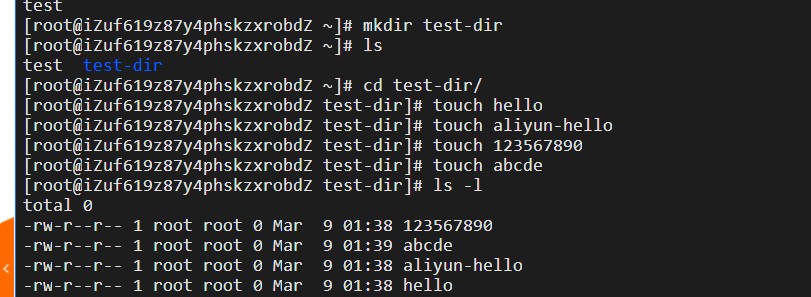 test
[root@iZuf619z87y4phskzxrobdZ ~]# mkdir test-dir
[root@iZuf619z87y4phskzxrobdZ ~]# ls
test  test-dir
[root@iZuf619z87y4phskzxrobdZ ~]# cd test-dir/
[root@iZuf619z87y4phskzxrobdZ test-dir]# touch hello
[root@iZuf619z87y4phskzxrobdZ test-dir]# touch aliyun-hello
[root@iZuf619z87y4phskzxrobdZ test-dir]# touch 123567890
[root@iZuf619z87y4phskzxrobdZ test-dir]# touch abcde
[root@iZuf619z87y4phskzxrobdZ test-dir]# ls -l
total 0
-rw-r--r-- 1 root root 0 Mar  9 01:38 123567890
-rw-r--r-- 1 root root 0 Mar  9 01:39 abcde
-rw-r--r-- 1 root root 0 Mar  9 01:38 aliyun-hello
-rw-r--r-- 1 root root 0 Mar  9 01:38 hello